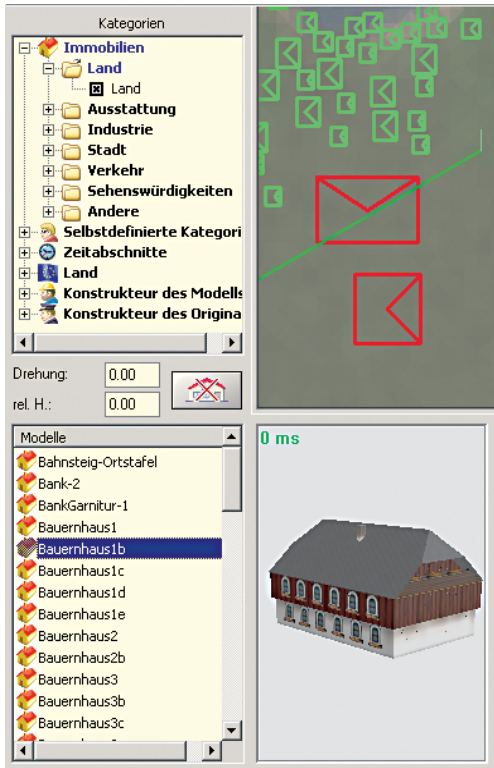 Kategorien
Immobilien
Land
Land
Ausstattung
Industrie
Stadt
Verkehr
Sehenswürdigkeiten
Andere
Selbstdefinierte Kategori
Zeitabschnitte
Land
Konstrukteur des Modells
Konstrukteur des Origina
Drehung: 0.00
rel. H.: 0.00
Modelle
Bahnsteig-Ortstafel
Bank-2
BankGarnitur-1
Bauernhaus1
Bauernhaus1b
Bauernhaus1c
Bauernhaus1d
Bauernhaus1e
Bauernhaus2
Bauernhaus2b
Bauernhaus3
Bauernhaus3b
Bauernhaus3c
0 ms